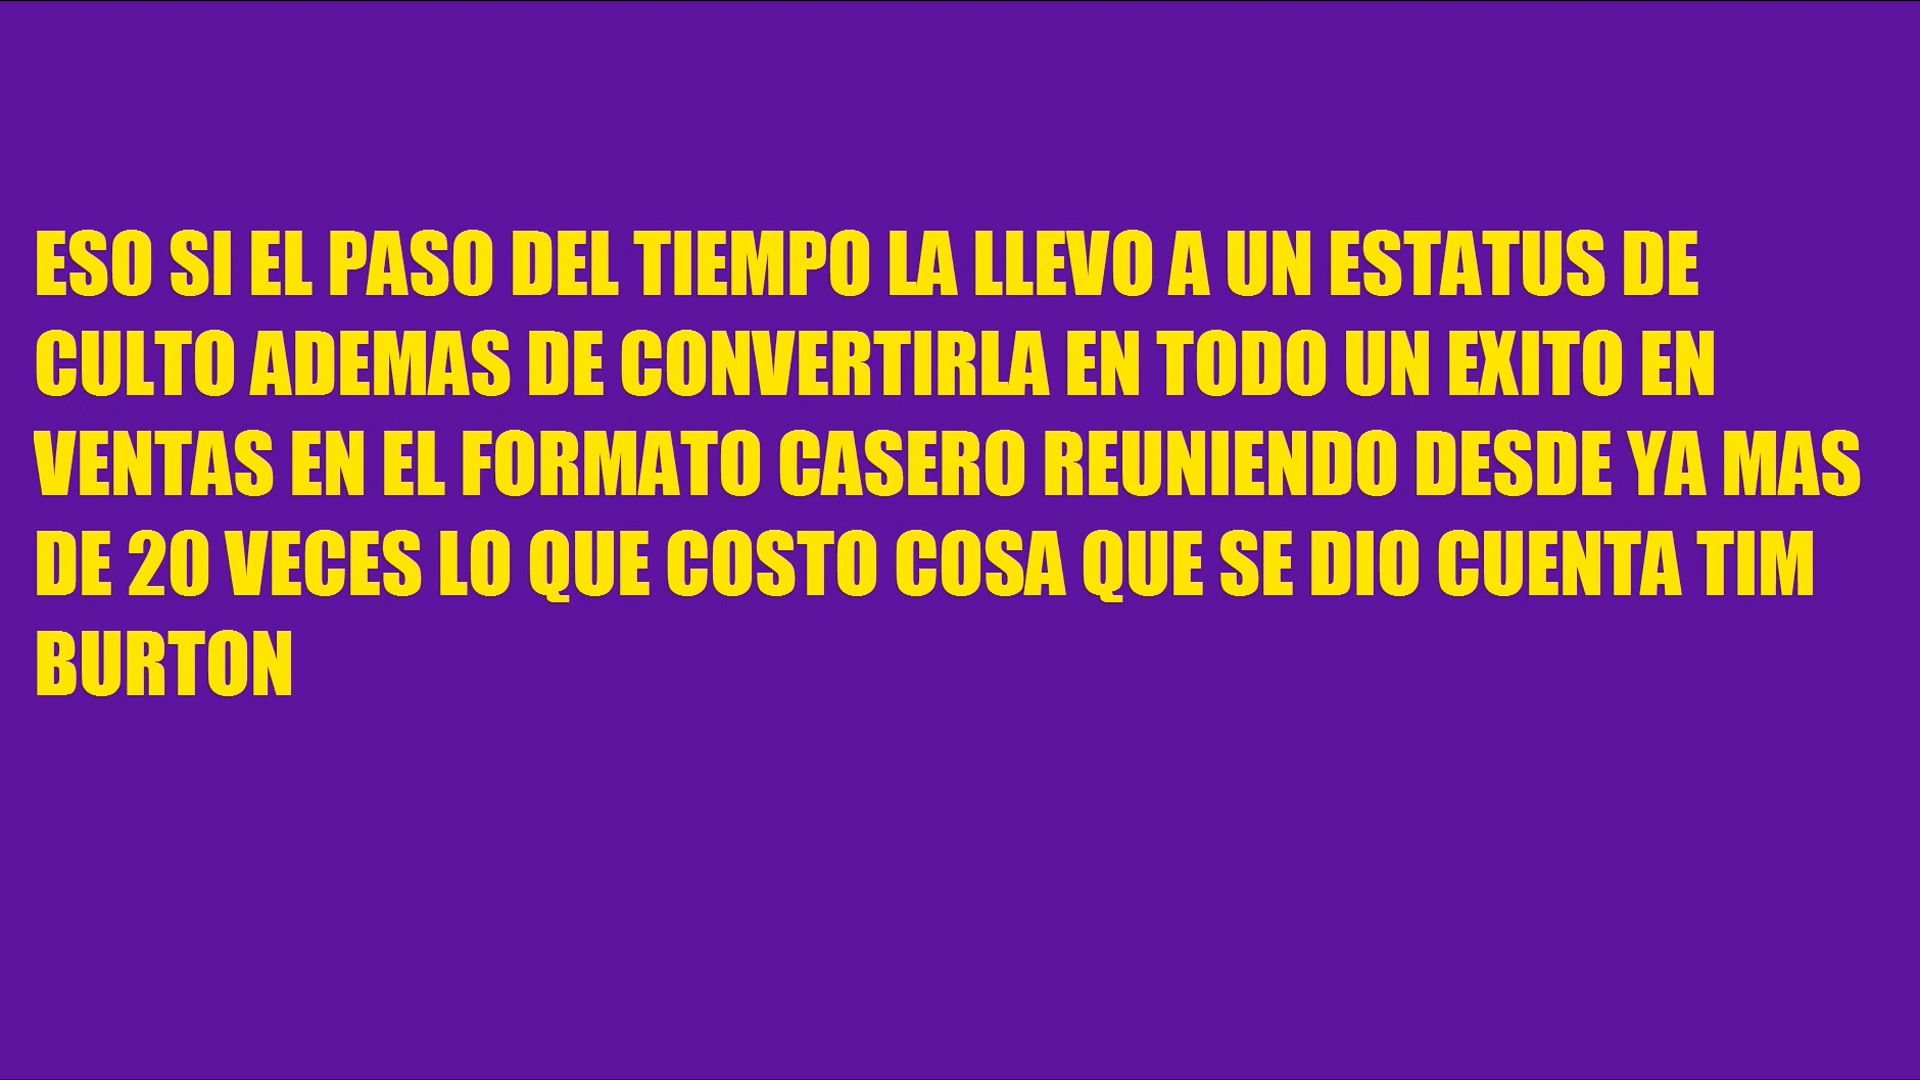 ESO SI EL PASO DEL TIEMPO LA LLEVO A UN ESTATUS DE
CULTO ADEMAS DE CONVERTIRLA EN TODO UN EXITO EN
VENTAS EN EL FORMATO CASERO REUNIENDO DESDE YA MAS
DE 20 VECES LO QUE COSTO COSA QUE SE DIO CUENTA TIM
BURTON